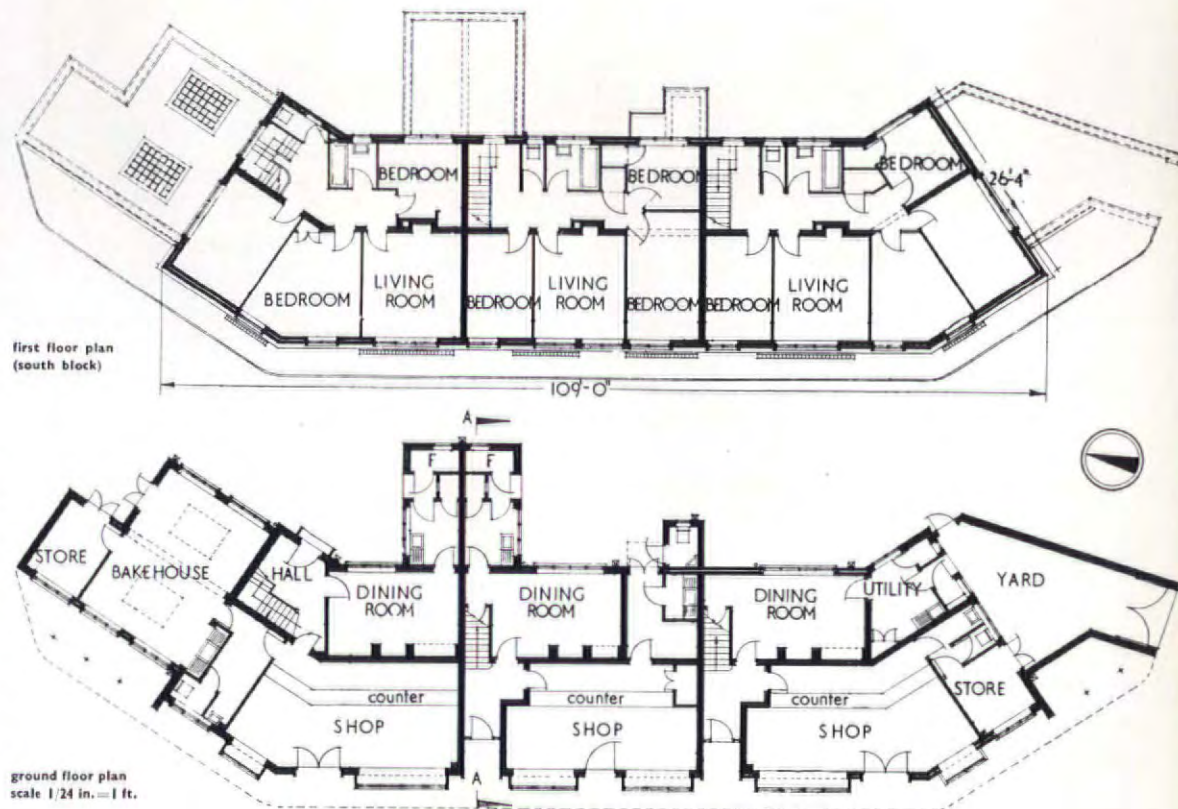 BEDROOM
BEDROOM
BEDROOM
26'-4"
BEDROOM
LIVING
ROOM
BEDROOM
LIVING
ROOM
BEDROOM
BEDROOM
LIVING
ROOM
first floor plan
(south block)
109'-0"
A
F
F
STORE
BAKEHOUSE
HALL
DINING
ROOM
DINING
ROOM
DINING
ROOM
UTILITY
YARD
counter
SHOP
counter
SHOP
counter
SHOP
STORE
A
ground floor plan
scale 1/24 in. = 1 ft.